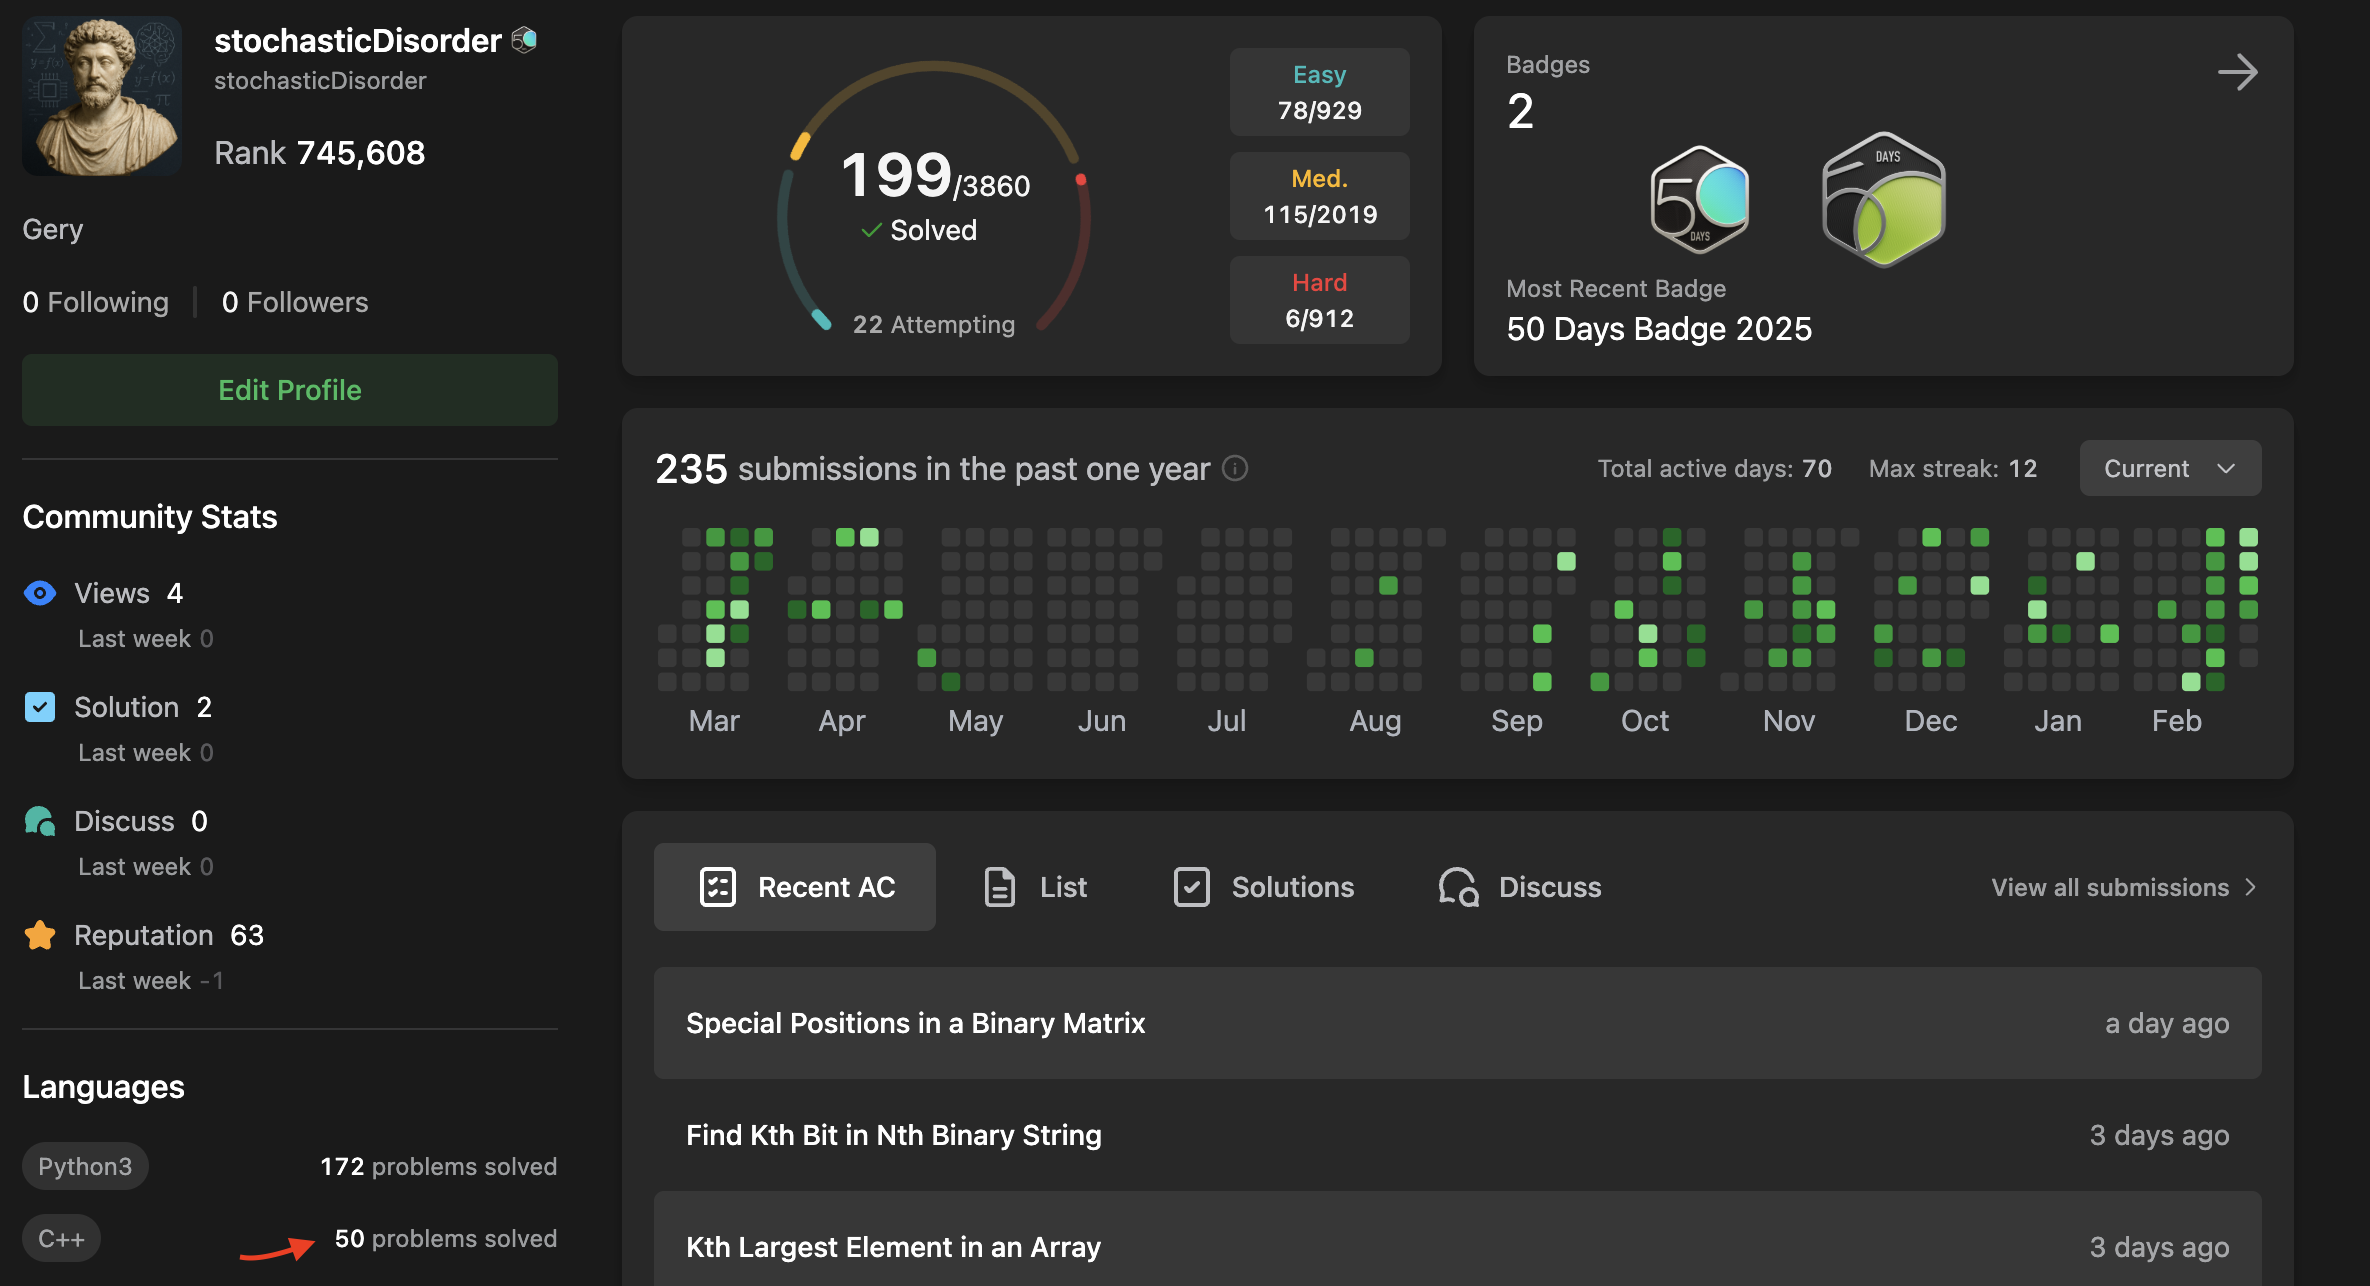 stochasticDisorder
stochasticDisorder
Rank 745,608
Gery
0 Following
0 Followers
Edit Profile
Community Stats
Views 4
Last week 0
Solution 2
Last week 0
Discuss 0
Last week 0
Reputation 63
Last week -1
Languages
Python3
172 problems solved
C++
50 problems solved
199/3860
Solved
22 Attempting
Easy
78/929
Med.
115/2019
Hard
6/912
Badges
2
50
DAYS
DAYS
Most Recent Badge
50 Days Badge 2025
235 submissions in the past one year
Total active days: 70
Max streak: 12
Current
Mar
Apr
May
Jun
Jul
Aug
Sep
Oct
Nov
Dec
Jan
Feb
Recent AC
List
Solutions
Discuss
View all submissions
Special Positions in a Binary Matrix
a day ago
Find Kth Bit in Nth Binary String
3 days ago
Kth Largest Element in an Array
3 days ago